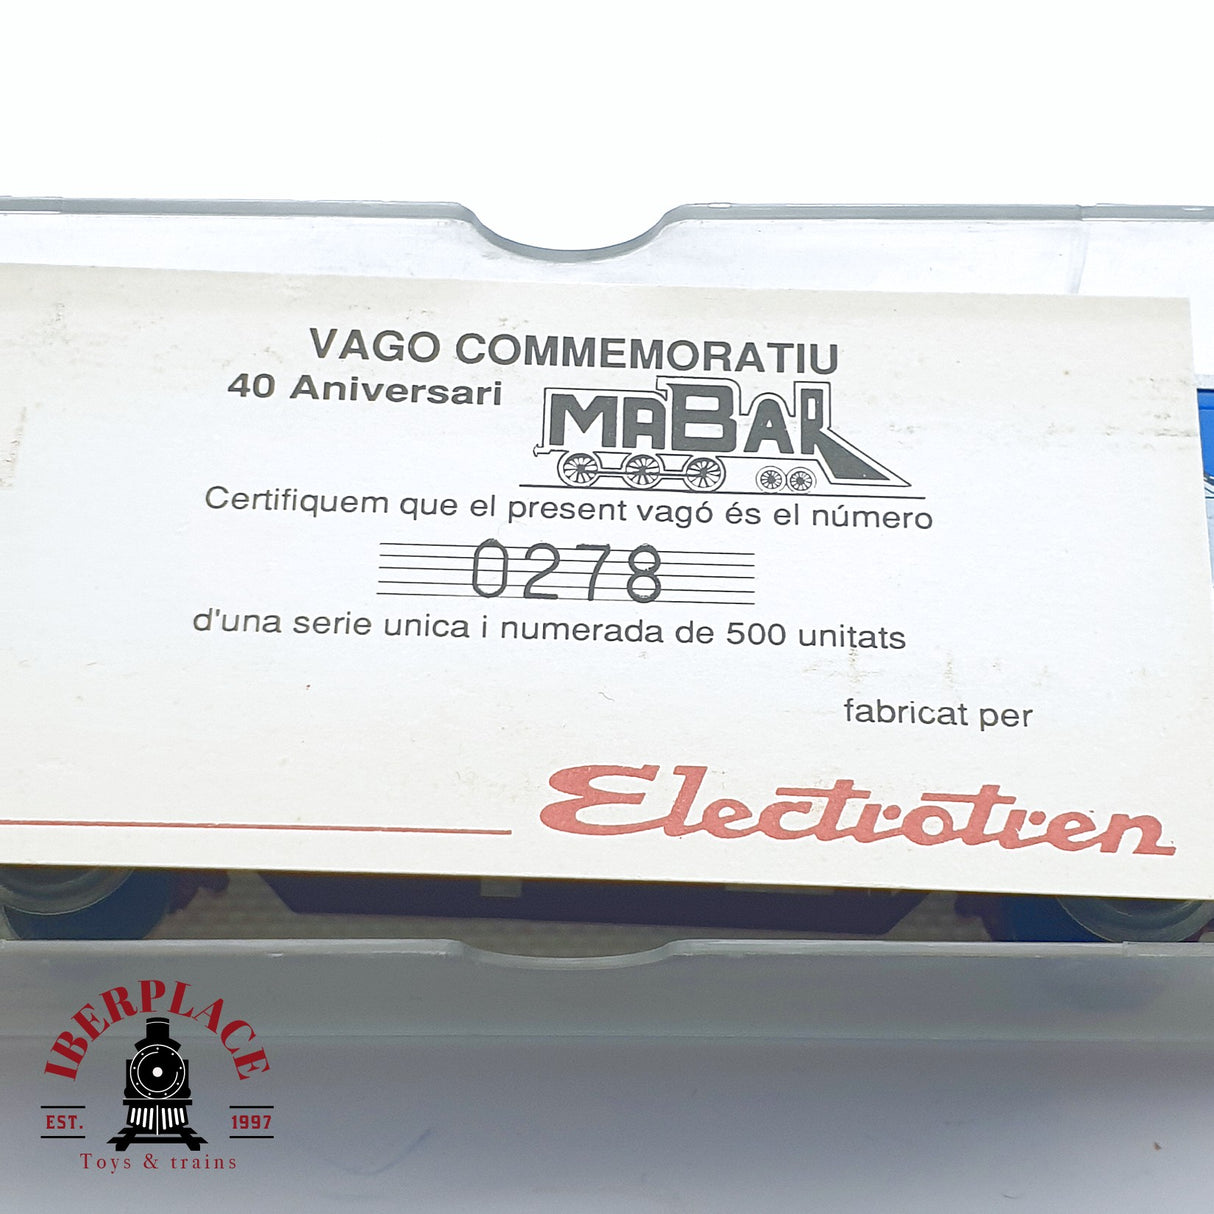 VAGO COMMEMORATIU
40 Aniversari MABAR
Certifiquem que el present vagó és el número
0278
d'una serie unica i numerada de 500 unitats
fabricat per
Electrotren
IBERPLACE
EST. 1997
Toys & trains